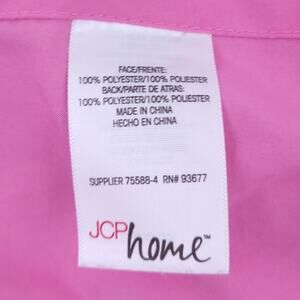 FACE/FRENTE:
100% POLYESTER/100% POLIESTER
BACK/PARTE DE ATRAS:
100% POLYESTER/100% POLIESTER
MADE IN CHINA
HECHO EN CHINA
SUPPLIER 75588-4 RN# 93677
JCP home™